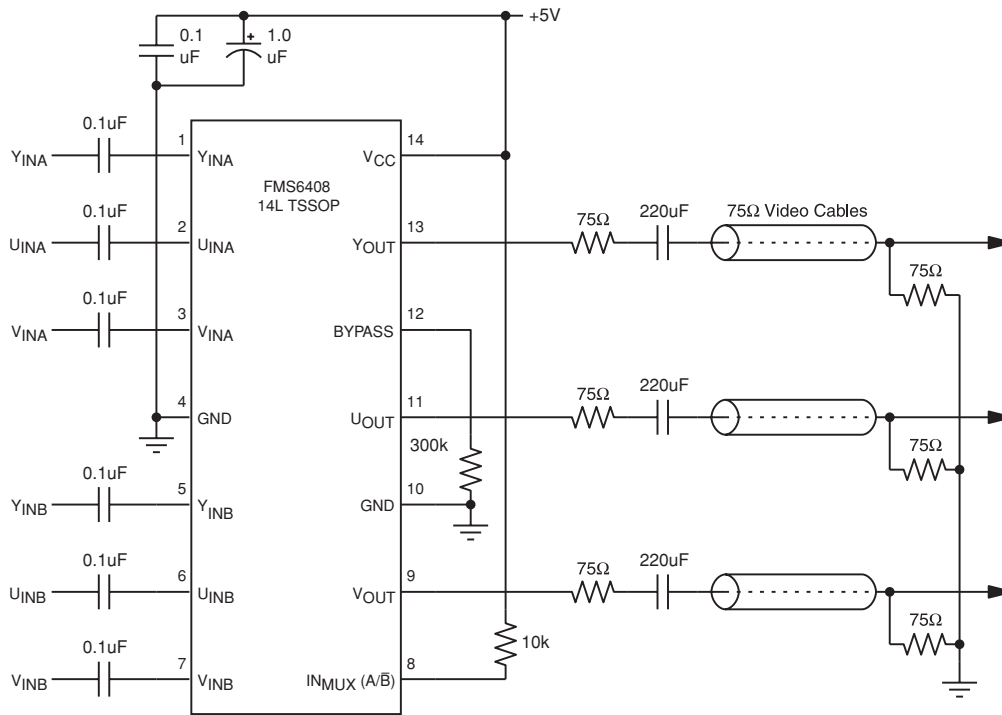 +5V
0.1
uF
+
1.0
uF
0.1uF
YINA
1
YINA
VCC
14
FMS6408
14L TSSOP
0.1uF
UINA
2
UINA
YOUT
13
75Ω
220uF
75Ω Video Cables
75Ω
0.1uF
VINA
3
VINA
BYPASS
12
4
GND
UOUT
11
75Ω
220uF
75Ω
300k
0.1uF
YINB
5
YINB
GND
10
0.1uF
UINB
6
UINB
VOUT
9
75Ω
220uF
75Ω
10k
0.1uF
VINB
7
VINB
INMUX (A/B̅)
8